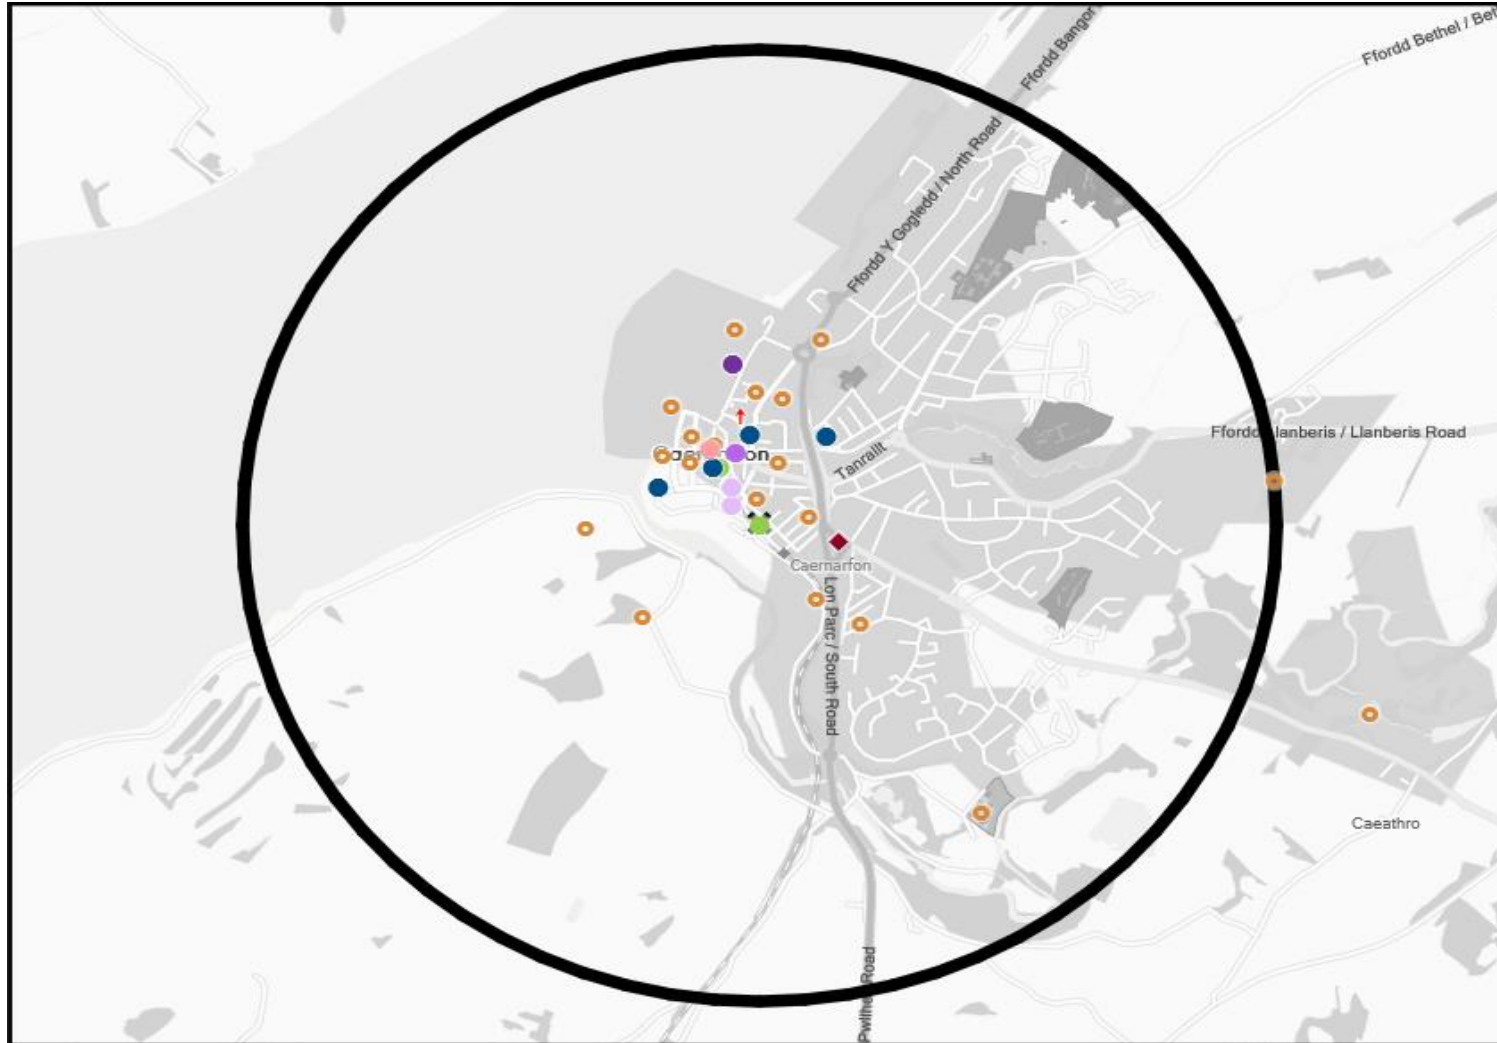 Ffordd Bangor
Ffordd Bethel / Bet
Ffordd Y Gogledd / North Road
Ffordd Llanberis / Llanberis Road
Tanrallt
Caernarfon
Lon Parc / South Road
Caeathro
Road